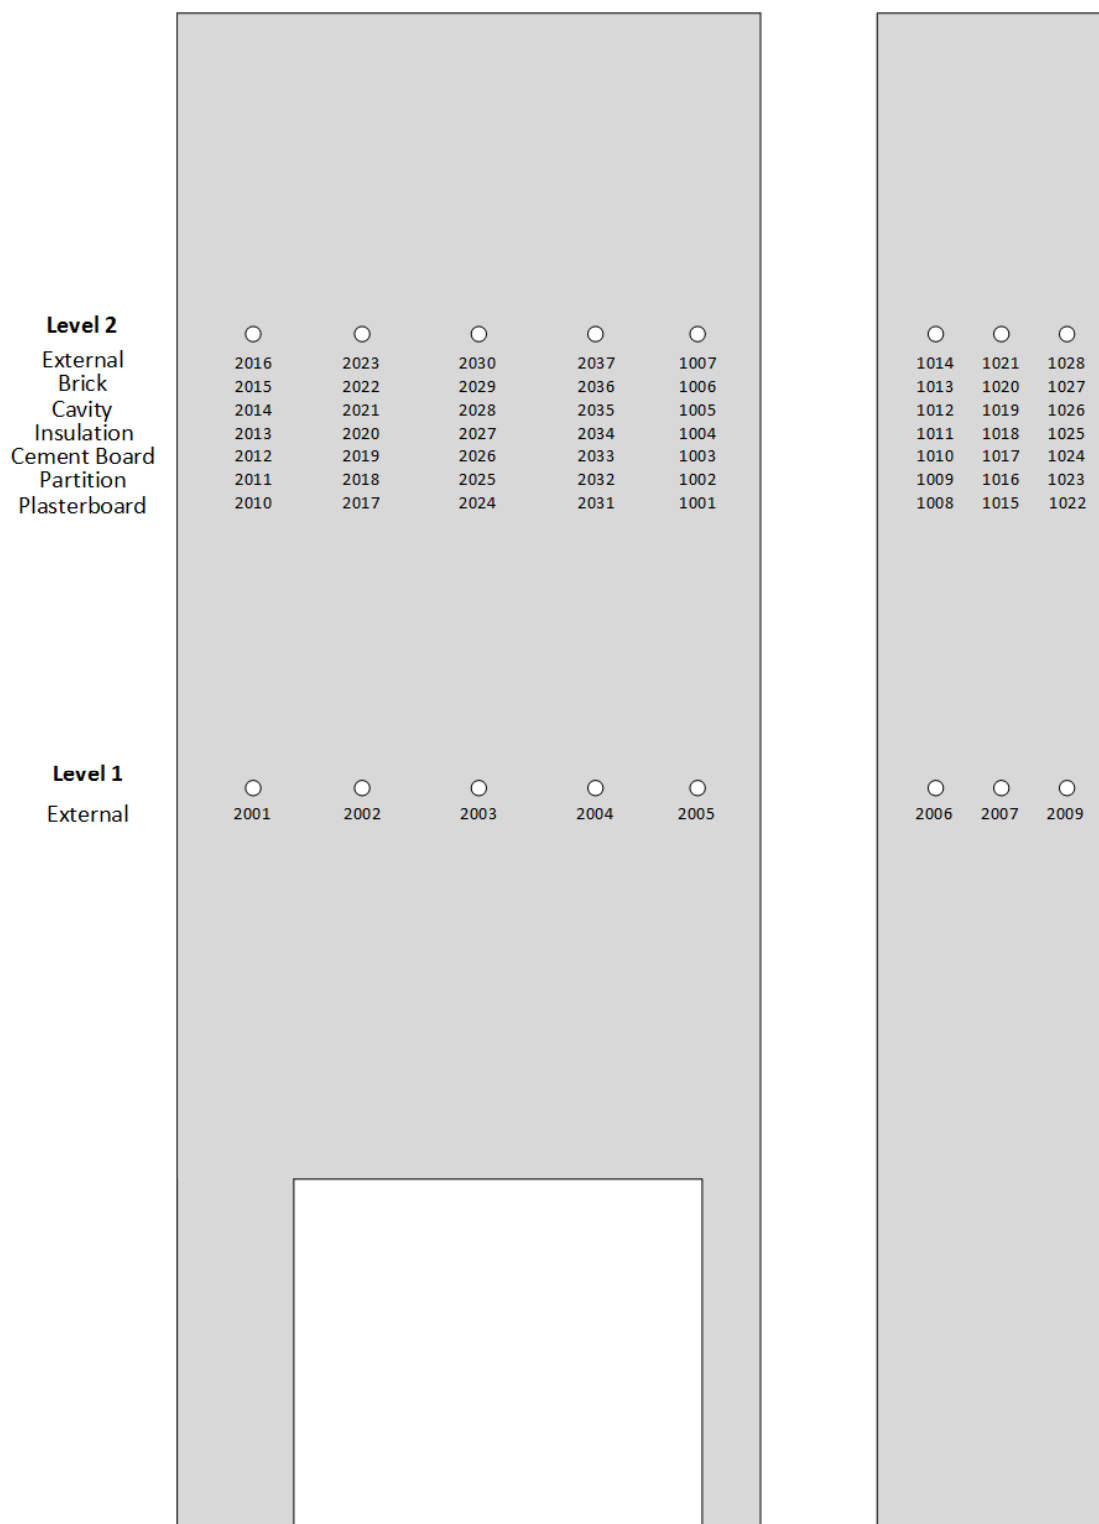 Level 2
External 2016 2023 2030 2037 1007 1014 1021 1028
Brick 2015 2022 2029 2036 1006 1013 1020 1027
Cavity 2014 2021 2028 2035 1005 1012 1019 1026
Insulation 2013 2020 2027 2034 1004 1011 1018 1025
Cement Board 2012 2019 2026 2033 1003 1010 1017 1024
Partition 2011 2018 2025 2032 1002 1009 1016 1023
Plasterboard 2010 2017 2024 2031 1001 1008 1015 1022
Level 1
External 2001 2002 2003 2004 2005 2006 2007 2009